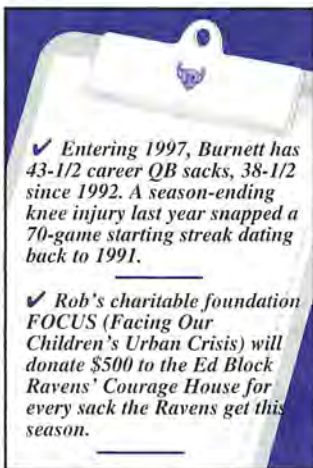 ✔ Entering 1997, Burnett has
43-1/2 career QB sacks, 38-1/2
since 1992. A season-ending
knee injury last year snapped a
70-game starting streak dating
back to 1991.
✔ Rob's charitable foundation
FOCUS (Facing Our
Children's Urban Crisis) will
donate $500 to the Ed Block
Ravens' Courage House for
every sack the Ravens get this
season.